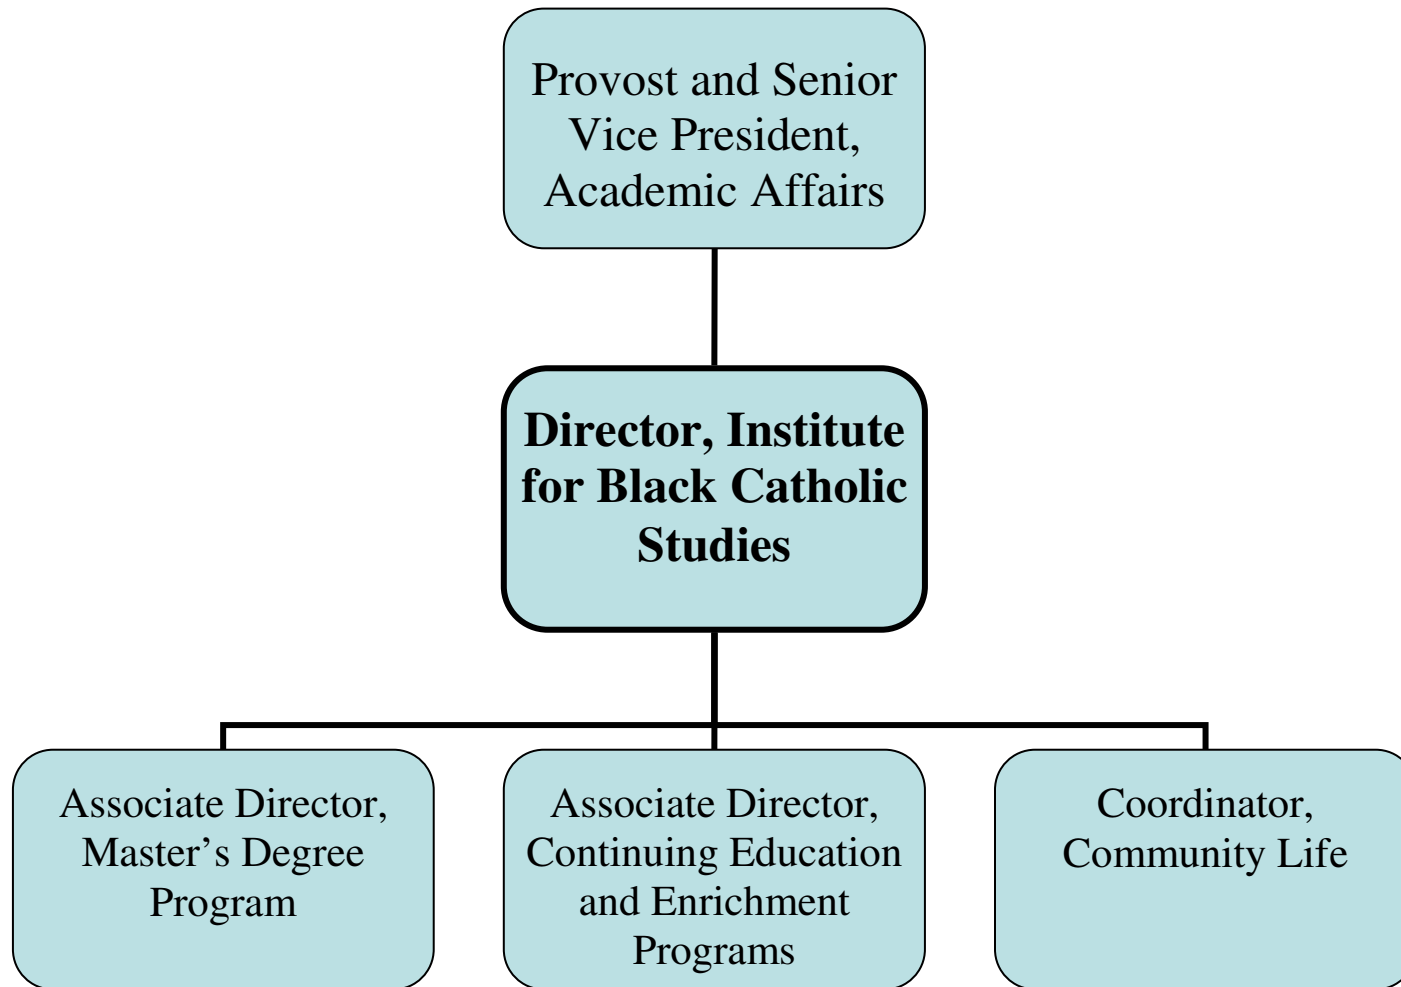 Provost and Senior
Vice President,
Academic Affairs
Director, Institute
for Black Catholic
Studies
Associate Director,
Master’s Degree
Program
Associate Director,
Continuing Education
and Enrichment
Programs
Coordinator,
Community Life